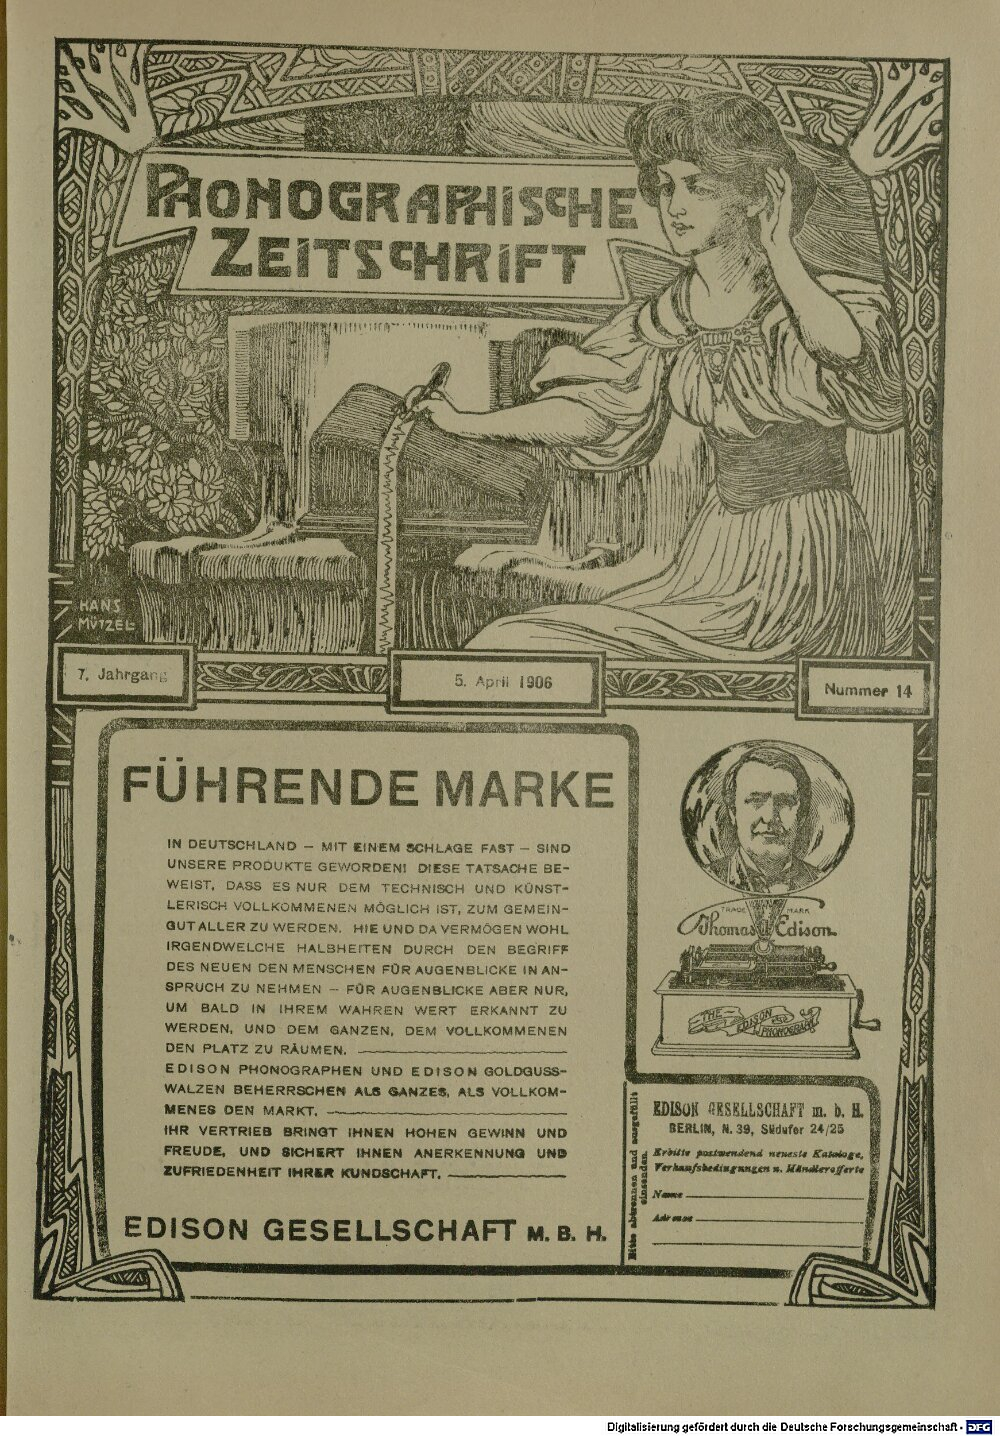 PHONOGRAPHISCHE
ZEITSCHRIFT
HANS
MÜTZEL
7. Jahrgang
5. April 1906
Nummer 14
FÜHRENDE MARKE
IN DEUTSCHLAND – MIT EINEM SCHLAGE FAST – SIND
UNSERE PRODUKTE GEWORDEN! DIESE TATSACHE BE-
WEIST, DASS ES NUR DEM TECHNISCH UND KÜNST-
LERISCH VOLLKOMMENEN MÖGLICH IST, ZUM GEMEIN-
GUT ALLER ZU WERDEN. HIE UND DA VERMÖGEN WOHL
IRGENDWELCHE HALBHEITEN DURCH DEN BEGRIFF
DES NEUEN DEN MENSCHEN FÜR AUGENBLICKE IN AN-
SPRUCH ZU NEHMEN – FÜR AUGENBLICKE ABER NUR,
UM BALD IN IHREM WAHREN WERT ERKANNT ZU
WERDEN, UND DEM GANZEN, DEM VOLLKOMMENEN
DEN PLATZ ZU RÄUMEN.
EDISON PHONOGRAPHEN UND EDISON GOLDGUSS-
WALZEN BEHERRSCHEN ALS GANZES, ALS VOLLKOM-
MENES DEN MARKT.
IHR VERTRIEB BRINGT IHNEN HOHEN GEWINN UND
FREUDE, UND SICHERT IHNEN ANERKENNUNG UND
ZUFRIEDENHEIT IHRER KUNDSCHAFT.
EDISON GESELLSCHAFT M. B. H.
TRADE MARK
Thomas A Edison
THE EDISON PHONOGRAPH
Bitte abtrennen und ausgefüllt
einsenden
EDISON GESELLSCHAFT m. b. H.
BERLIN, N. 39, Südufer 24/25
Erbitte postwendend neueste Kataloge,
Verkaufsbedingungen u. Händlerofferte
Name
Adresse
Digitalisierung gefördert durch die Deutsche Forschungsgemeinschaft - DFG